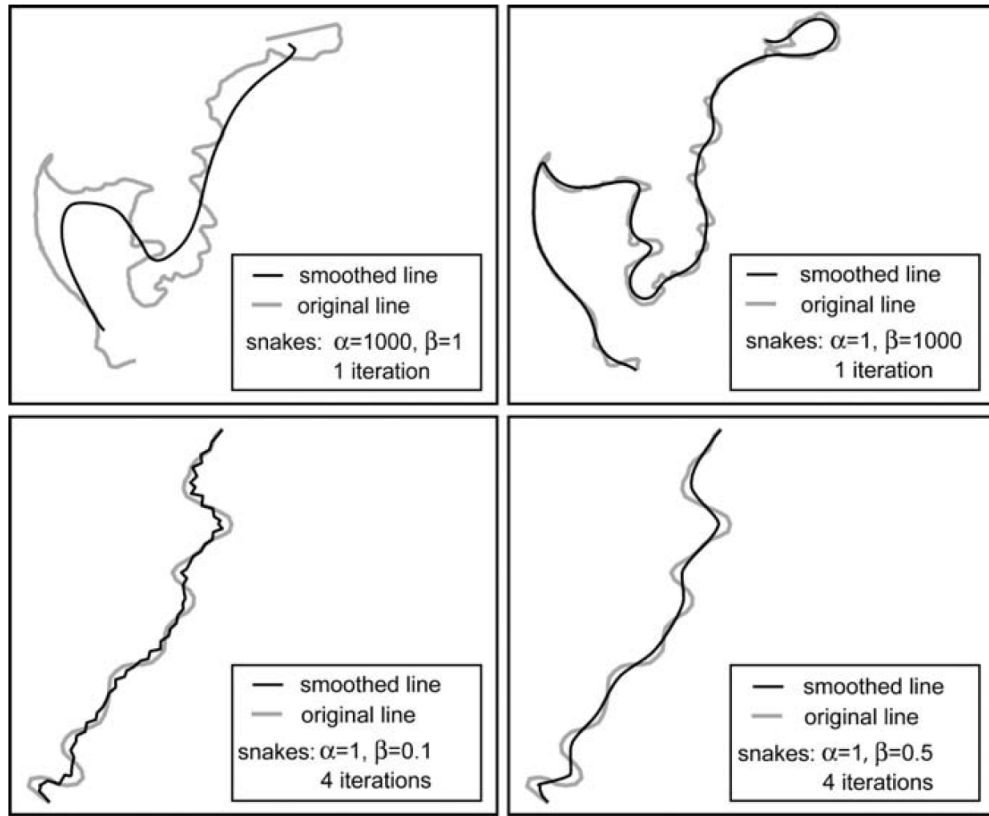 smoothed line
original line
snakes: α=1000, β=1
1 iteration
smoothed line
original line
snakes: α=1, β=1000
1 iteration
smoothed line
original line
snakes: α=1, β=0.1
4 iterations
smoothed line
original line
snakes: α=1, β=0.5
4 iterations